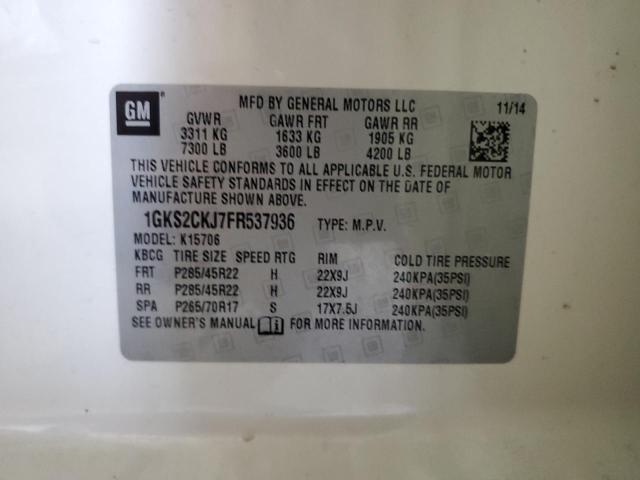 GM
MFD BY GENERAL MOTORS LLC 11/14
GVWR GAWR FRT GAWR RR
3311 KG 1633 KG 1905 KG
7300 LB 3600 LB 4200 LB
THIS VEHICLE CONFORMS TO ALL APPLICABLE U.S. FEDERAL MOTOR
VEHICLE SAFETY STANDARDS IN EFFECT ON THE DATE OF
MANUFACTURE SHOWN ABOVE.
1GKS2CKJ7FR537936 TYPE: M.P.V.
MODEL: K15706
KBCG TIRE SIZE SPEED RTG RIM COLD TIRE PRESSURE
FRT P285/45R22 H 22X9J 240KPA(35PSI)
RR P285/45R22 H 22X9J 240KPA(35PSI)
SPA P265/70R17 S 17X7.5J 240KPA(35PSI)
SEE OWNER'S MANUAL FOR MORE INFORMATION.